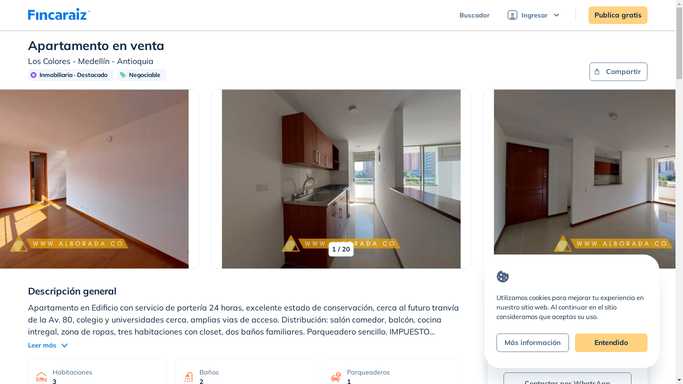 Fincaraiz
Buscador
Ingresar
Publica gratis
Apartamento en venta
Los Colores - Medellín - Antioquia
Inmobiliaria · Destacado
Negociable
Compartir
WWW.ALBORADA.CO
WWW.ALBORADA.CO
WWW.ALBORADA.CO
1 / 20
Descripción general
Apartamento en Edificio con servicio de portería 24 horas, excelente estado de conservación, cerca al futuro tranvía
de la Av. 80, colegio y universidades cerca, amplias vias de acceso. Distribución: salón comedor, balcón, cocina
intregal, zona de ropas, tres habitaciones con closet, dos baños familiares. Parqueadero sencillo. IMPUESTO...
Leer más
Habitaciones
3
Baños
2
Parqueaderos
1
Utilizamos cookies para mejorar tu experiencia en
nuestro sitio web. Al continuar en el sitio
consideramos que aceptas su uso.
Más información
Entendido
Contactar por WhatsApp